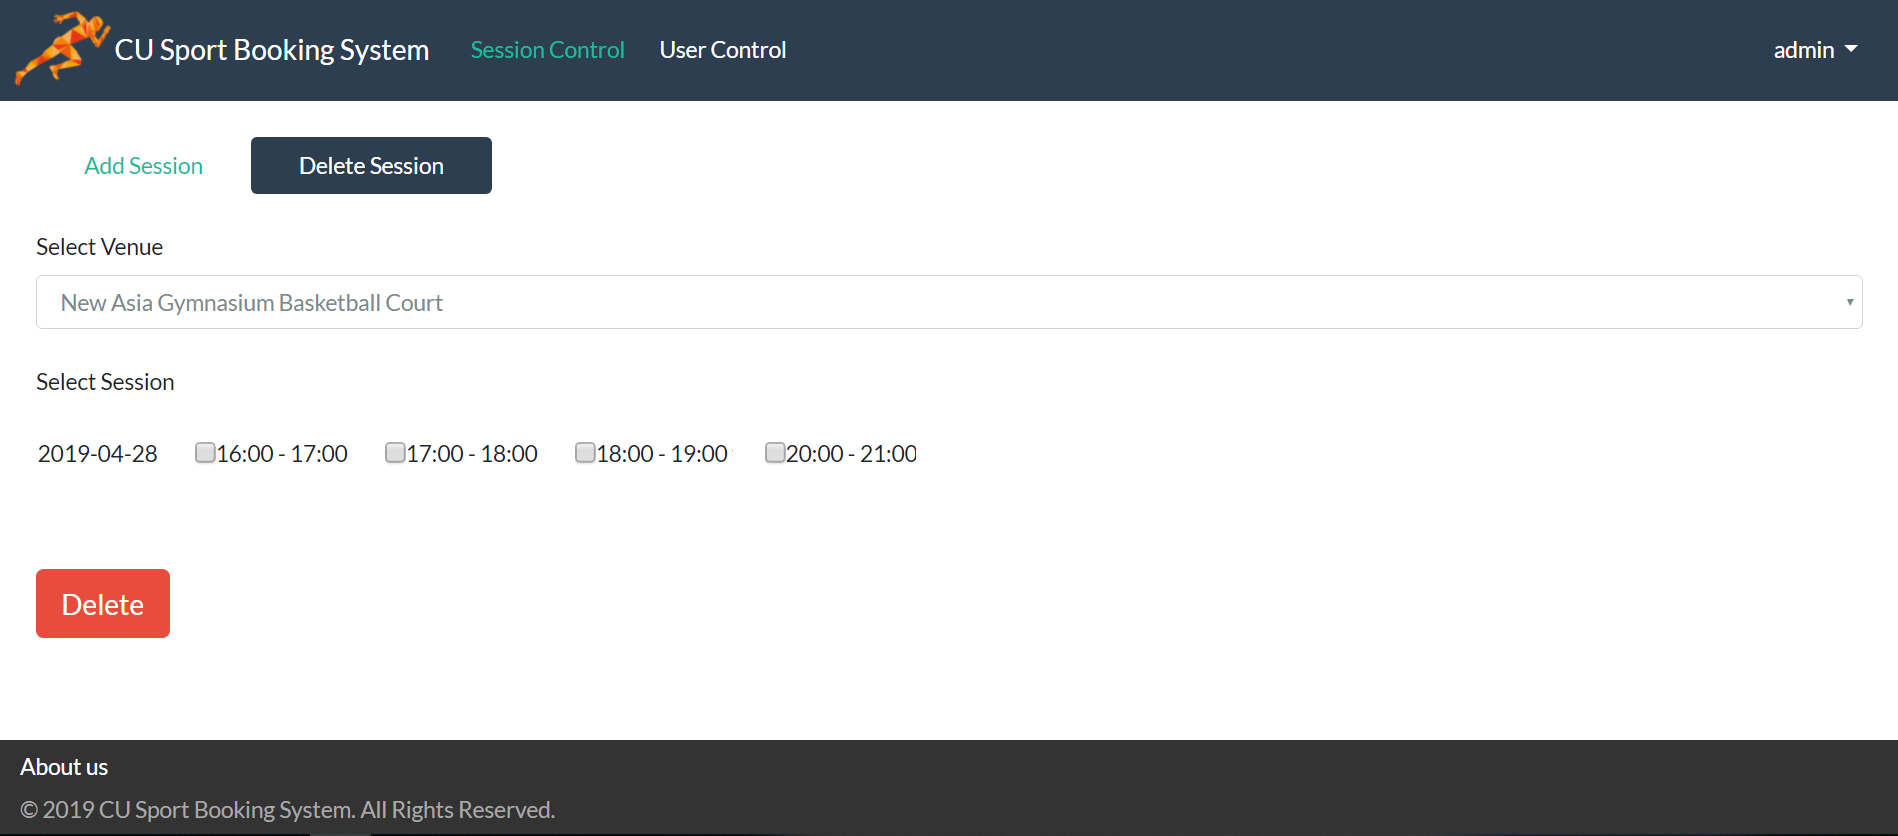 CU Sport Booking System Session Control User Control admin
Add Session Delete Session
Select Venue
New Asia Gymnasium Basketball Court
Select Session
2019-04-28 16:00 - 17:00 17:00 - 18:00 18:00 - 19:00 20:00 - 21:00
Delete
About us
© 2019 CU Sport Booking System. All Rights Reserved.